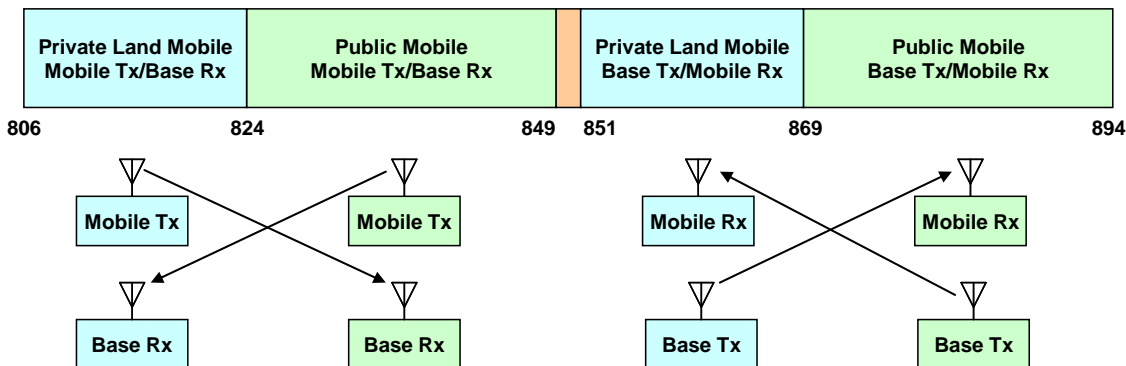 Private Land Mobile
Mobile Tx/Base Rx
Public Mobile
Mobile Tx/Base Rx
Private Land Mobile
Base Tx/Mobile Rx
Public Mobile
Base Tx/Mobile Rx
806 824 849 851 869 894
Mobile Tx Mobile Tx Mobile Rx Mobile Rx
Base Rx Base Rx Base Tx Base Tx